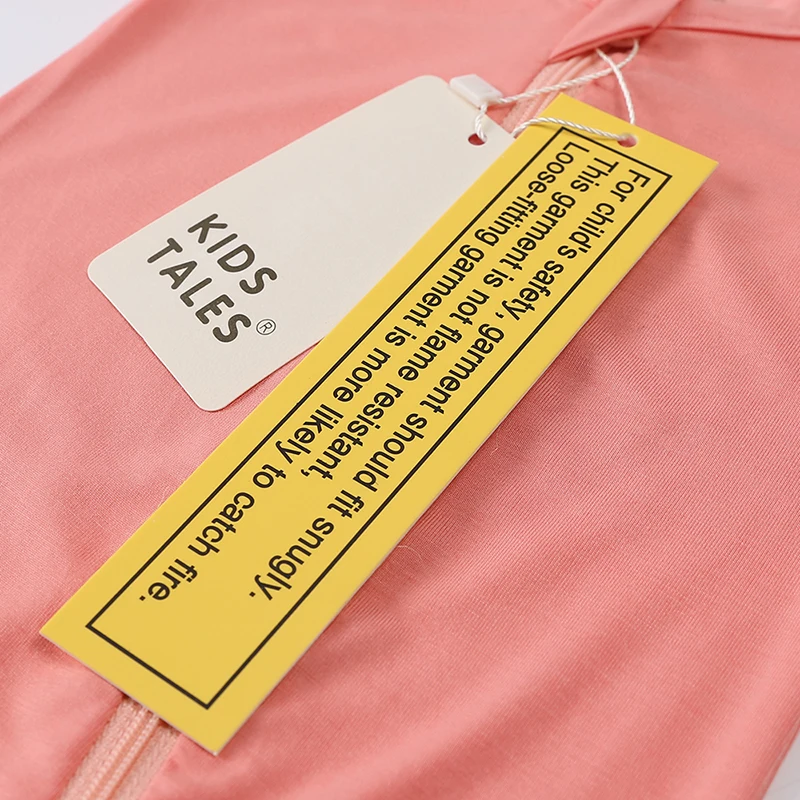 KIDS
TALES®
For child's safety, garment should fit snugly.
This garment is not flame resistant,
Loose-fitting garment is more likely to catch fire.